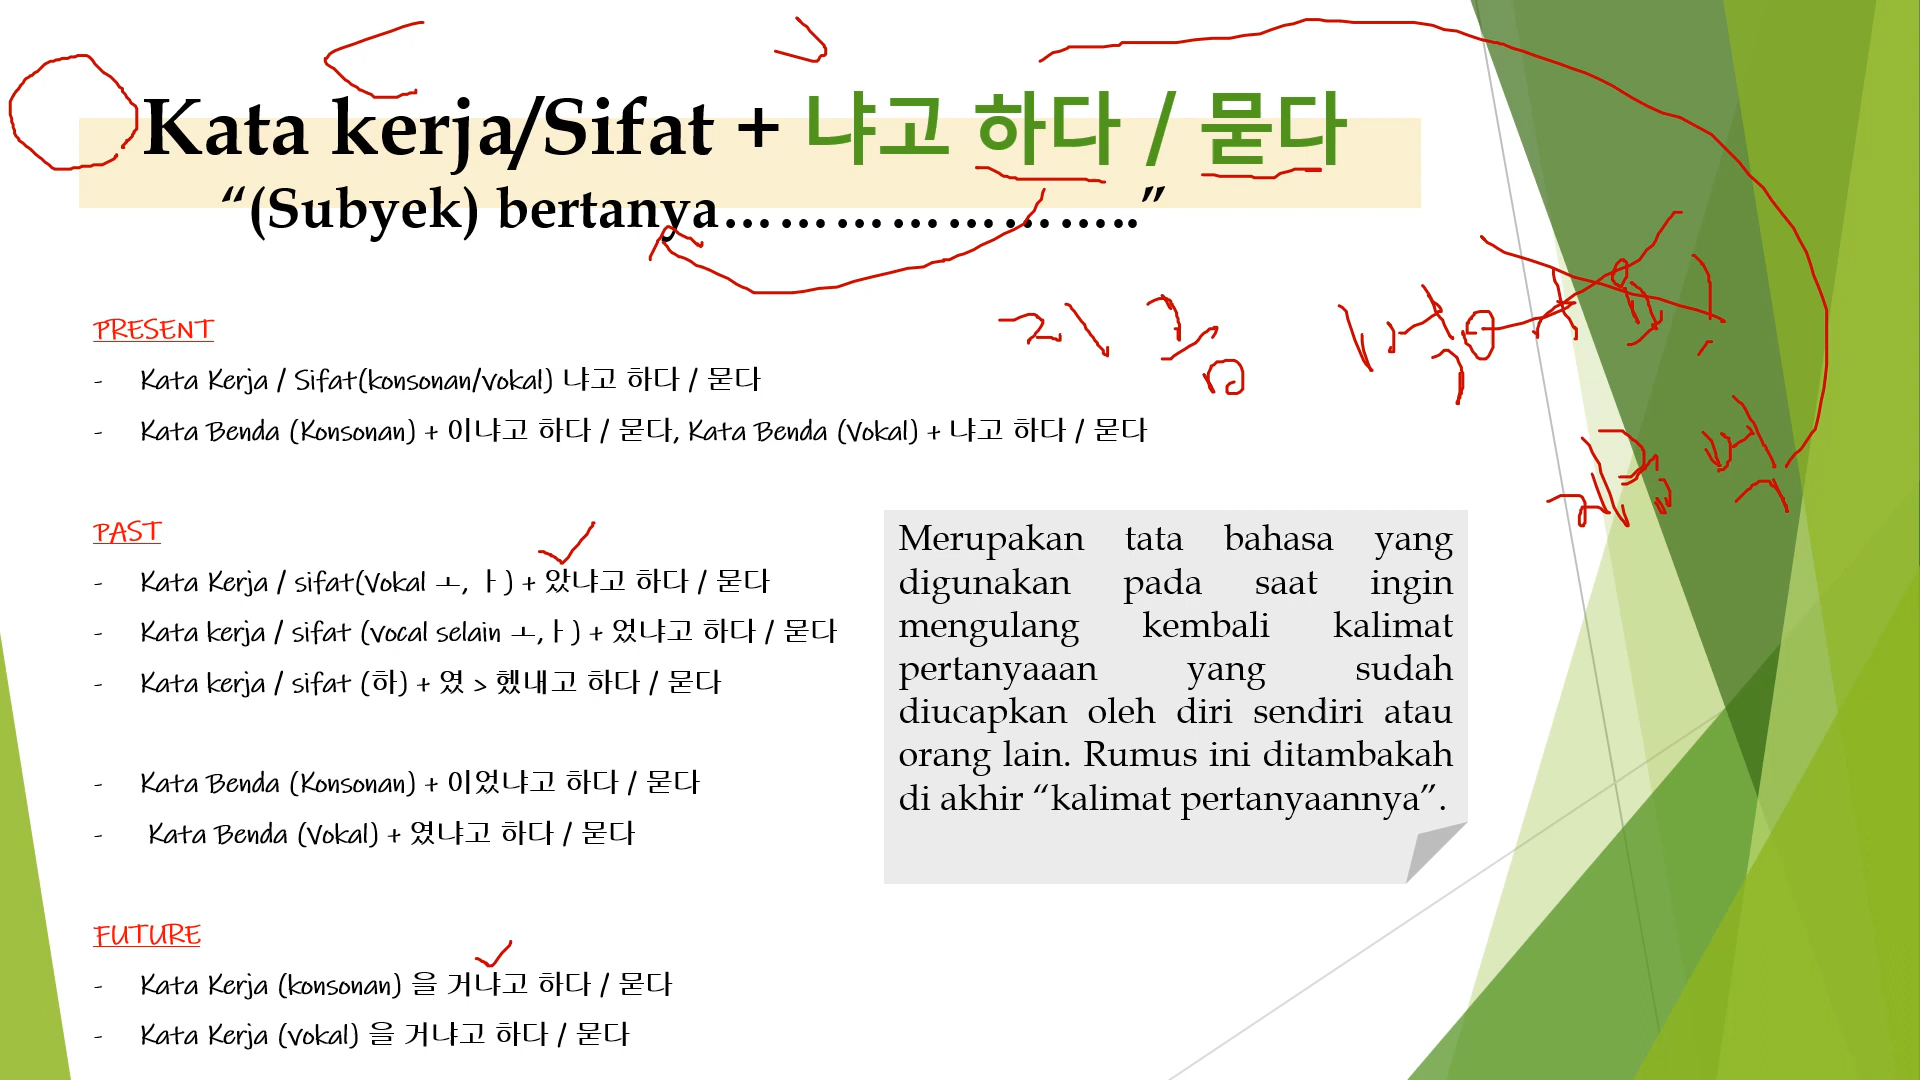 Kata kerja/Sifat + 냐고 하다 / 묻다
“(Subyek) bertanya…………………..”
PRESENT
- Kata Kerja / Sifat(konsonan/vokal) 냐고 하다 / 묻다
- Kata Benda (Konsonan) + 이냐고 하다 / 묻다, Kata Benda (Vokal) + 냐고 하다 / 묻다
PAST
- Kata Kerja / sifat(Vokal ㅗ, ㅏ) + 았냐고 하다 / 묻다
- Kata kerja / sifat (vocal selain ㅗ,ㅏ) + 었냐고 하다 / 묻다
- Kata kerja / sifat (하) + 였 > 헸내고 하다 / 묻다
- Kata Benda (Konsonan) + 이었냐고 하다 / 묻다
- Kata Benda (Vokal) + 였냐고 하다 / 묻다
FUTURE
- Kata Kerja (konsonan) 을 거냐고 하다 / 묻다
- Kata Kerja (vokal) 을 거냐고 하다 / 묻다
Merupakan tata bahasa yang
digunakan pada saat ingin
mengulang kembali kalimat
pertanyaaan yang sudah
diucapkan oleh diri sendiri atau
orang lain. Rumus ini ditambakah
di akhir “kalimat pertanyaannya”.